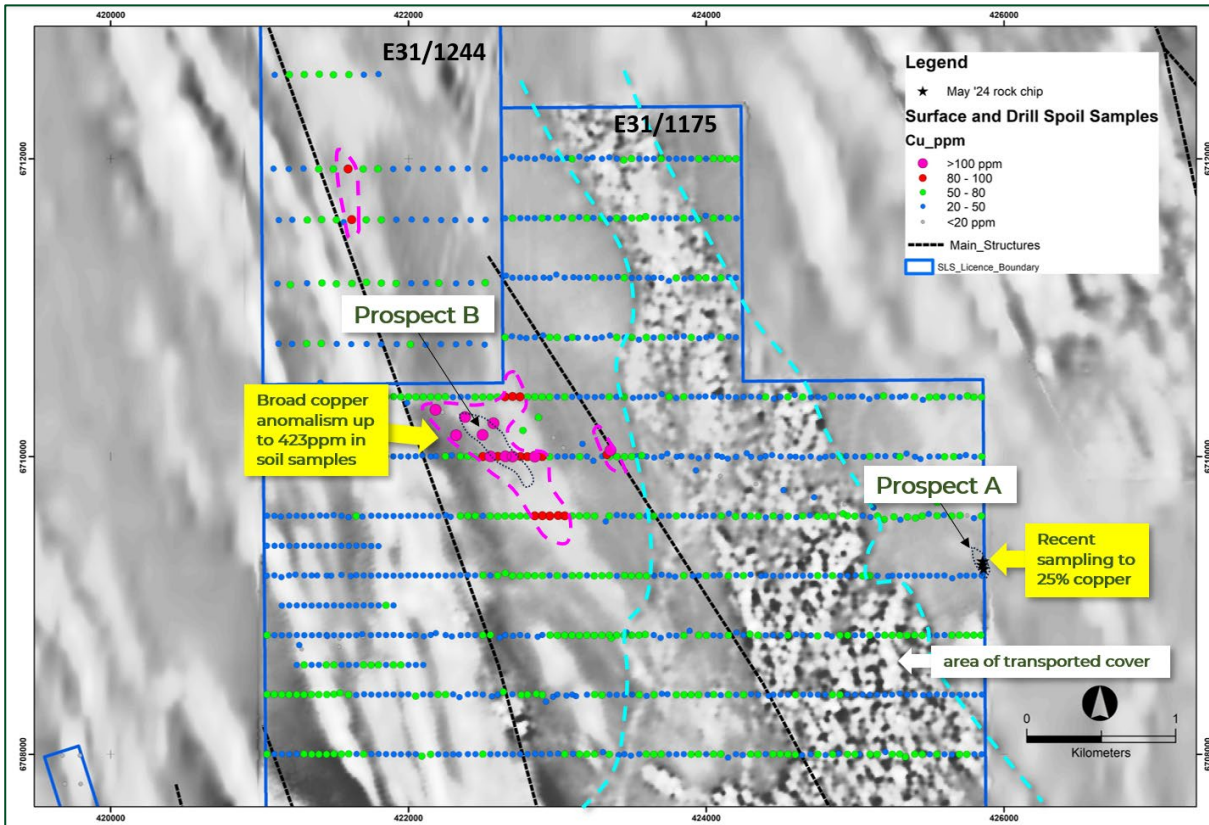 420000
422000
424000
426000
E31/1244
E31/1175
Legend
May '24 rock chip
Surface and Drill Spoil Samples
Cu_ppm
>100 ppm
80 - 100
50 - 80
20 - 50
<20 ppm
Main_Structures
SLS_Licence_Boundary
6712000
6712000
Prospect B
Broad copper
anomalism up
to 423ppm in
soil samples
6710000
6710000
Prospect A
Recent
sampling to
25% copper
area of transported cover
0
1
Kilometers
6708000
6708000
420000
422000
424000
426000